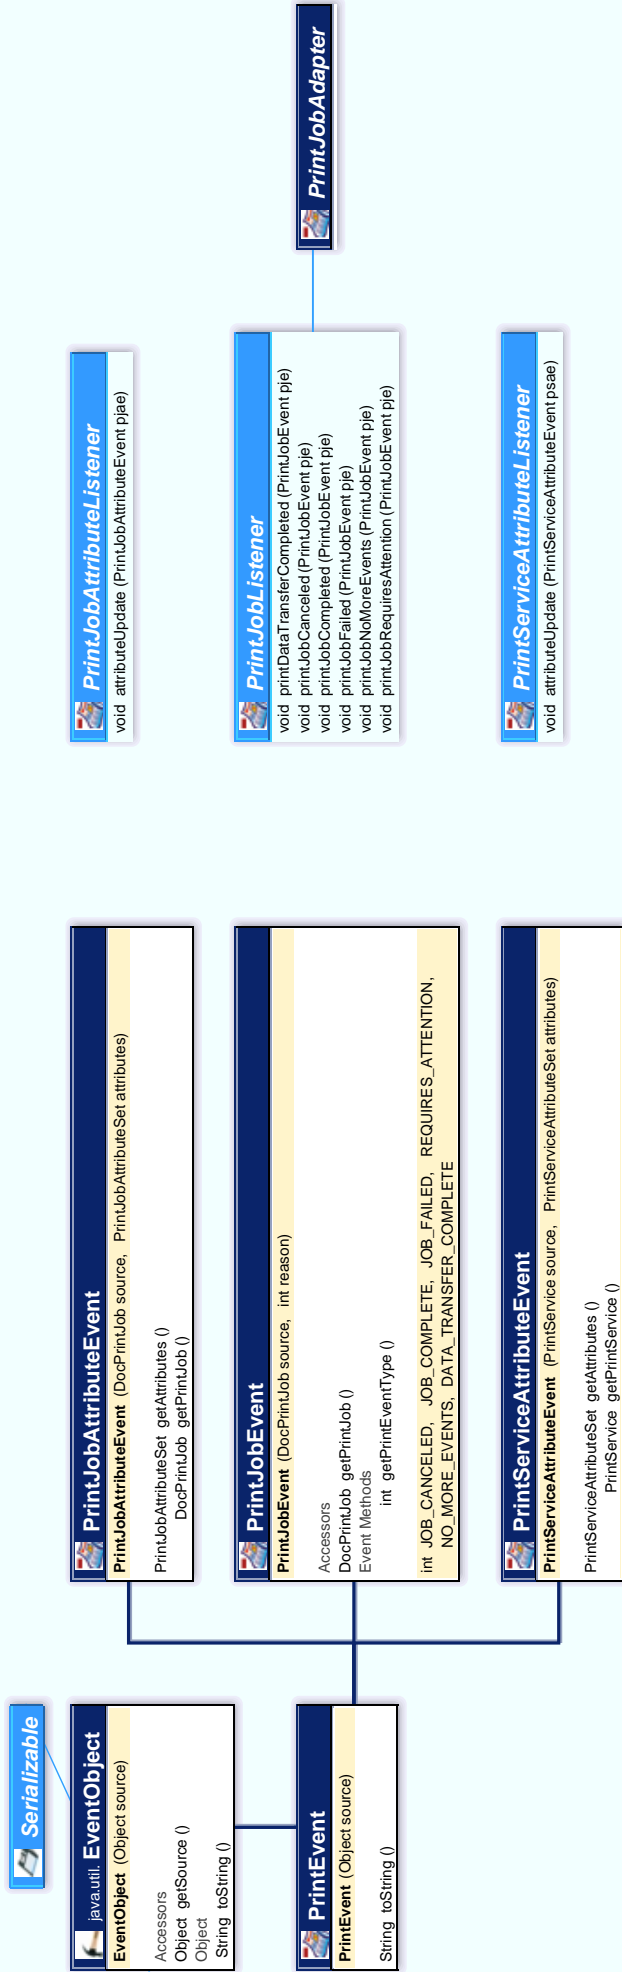 Serializable
java.util. EventObject
EventObject (Object source)
Accessors
Object getSource ()
Object
String toString ()
PrintEvent
PrintEvent (Object source)
String toString ()
PrintJobAttributeEvent
PrintJobAttributeEvent (DocPrintJob source, PrintJobAttributeSet attributes)
PrintJobAttributeSet getAttributes ()
DocPrintJob getPrintJob ()
PrintJobEvent
PrintJobEvent (DocPrintJob source, int reason)
Accessors
DocPrintJob getPrintJob ()
Event Methods
int getPrintEventType ()
int JOB_CANCELED, JOB_COMPLETE, JOB_FAILED, REQUIRES_ATTENTION,
NO_MORE_EVENTS, DATA_TRANSFER_COMPLETE
PrintServiceAttributeEvent
PrintServiceAttributeEvent (PrintService source, PrintServiceAttributeSet attributes)
PrintServiceAttributeSet getAttributes ()
PrintService getPrintService ()
PrintJobAttributeListener
void attributeUpdate (PrintJobAttributeEvent pjae)
PrintJobListener
void printDataTransferCompleted (PrintJobEvent pje)
void printJobCanceled (PrintJobEvent pje)
void printJobCompleted (PrintJobEvent pje)
void printJobFailed (PrintJobEvent pje)
void printJobNoMoreEvents (PrintJobEvent pje)
void printJobRequiresAttention (PrintJobEvent pje)
PrintServiceAttributeListener
void attributeUpdate (PrintServiceAttributeEvent psae)
PrintJobAdapter